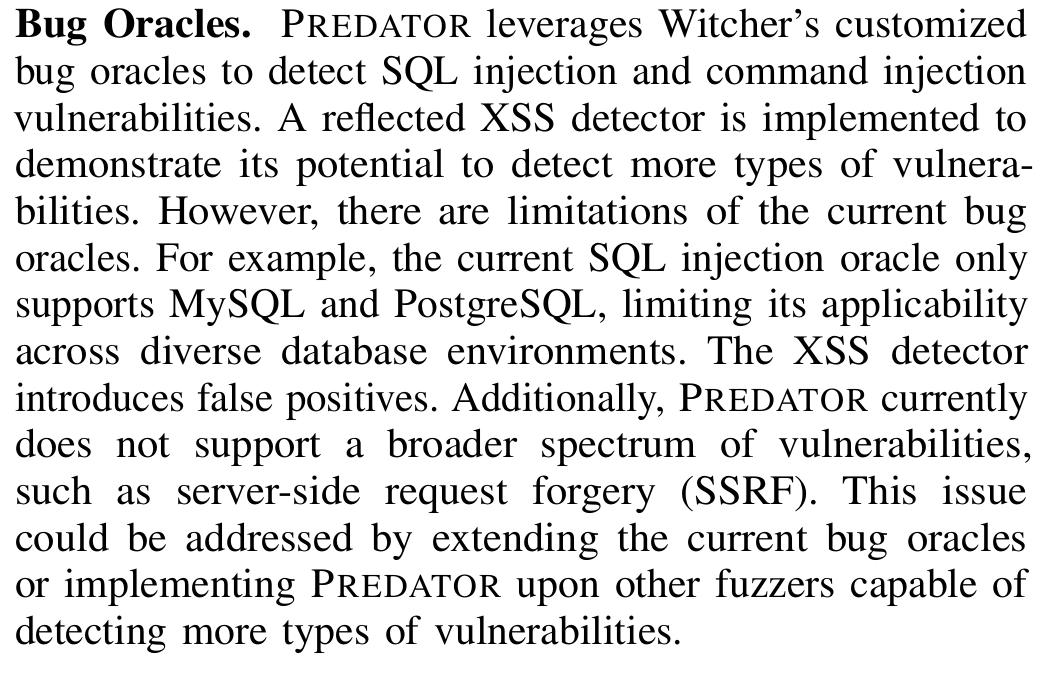 Bug Oracles. PREDATOR leverages Witcher’s customized
bug oracles to detect SQL injection and command injection
vulnerabilities. A reflected XSS detector is implemented to
demonstrate its potential to detect more types of vulnera-
bilities. However, there are limitations of the current bug
oracles. For example, the current SQL injection oracle only
supports MySQL and PostgreSQL, limiting its applicability
across diverse database environments. The XSS detector
introduces false positives. Additionally, PREDATOR currently
does not support a broader spectrum of vulnerabilities,
such as server-side request forgery (SSRF). This issue
could be addressed by extending the current bug oracles
or implementing PREDATOR upon other fuzzers capable of
detecting more types of vulnerabilities.